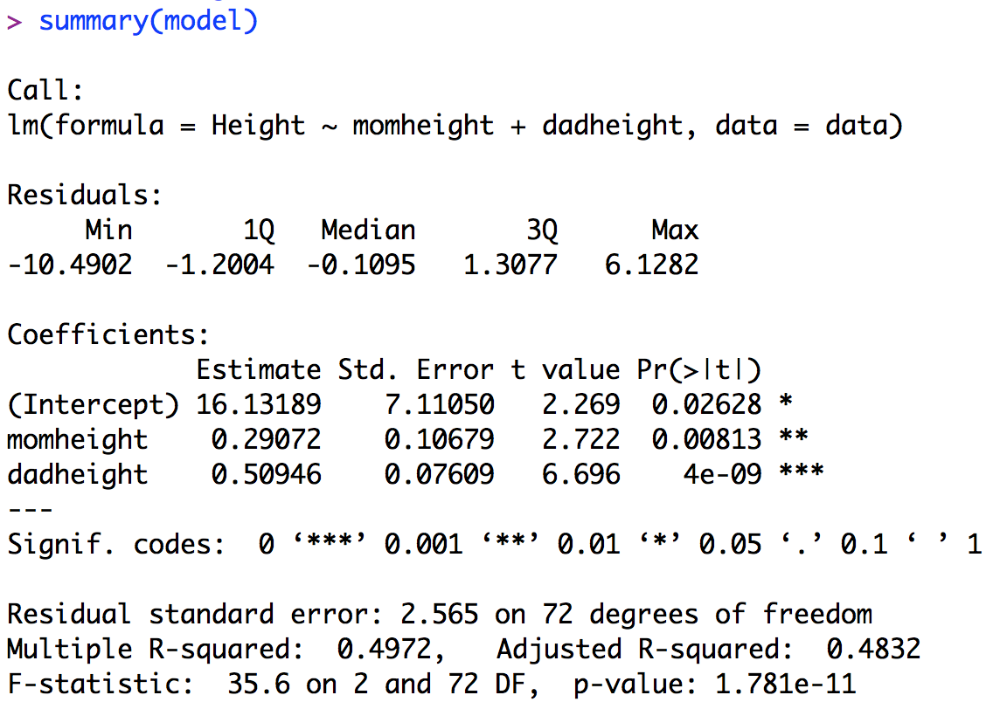 > summary(model)
Call:
lm(formula = Height ~ momheight + dadheight, data = data)
Residuals:
     Min       1Q   Median       3Q      Max
-10.4902  -1.2004  -0.1095   1.3077   6.1282
Coefficients:
            Estimate Std. Error t value Pr(>|t|)
(Intercept) 16.13189    7.11050   2.269  0.02628 *
momheight    0.29072    0.10679   2.722  0.00813 **
dadheight    0.50946    0.07609   6.696    4e-09 ***
---
Signif. codes:  0 ‘***’ 0.001 ‘**’ 0.01 ‘*’ 0.05 ‘.’ 0.1 ‘ ’ 1
Residual standard error: 2.565 on 72 degrees of freedom
Multiple R-squared:  0.4972,   Adjusted R-squared:  0.4832
F-statistic:  35.6 on 2 and 72 DF,  p-value: 1.781e-11